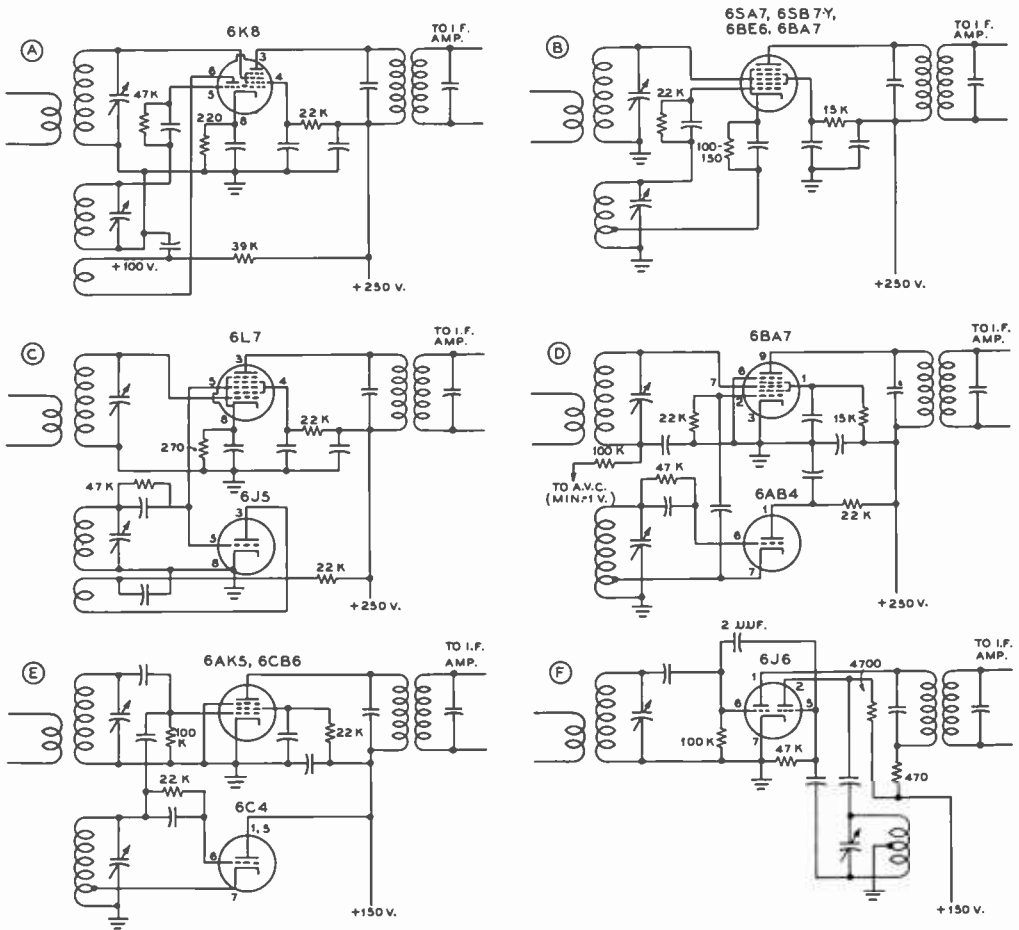 A
6K8
TO I.F.
AMP.
6
3
5
4
47K
8
220
22K
39K
+100 V.
+250 V.
B
6SA7, 6SB7-Y,
6BE6, 6BA7
TO I.F.
AMP.
22K
15K
100-
150
+250 V.
C
6L7
TO I.F.
AMP.
3
5
4
8
22K
270
47K
6J5
3
5
8
22K
+250 V.
D
6BA7
TO I.F.
AMP.
9
6
7
1
2
3
22K
15K
100K
TO A.V.C.
(MIN.-1 V.)
47K
6AB4
1
22K
6
7
+250 V.
E
6AK5, 6CB6
TO I.F.
AMP.
100
K
22K
22K
6C4
1, 5
6
7
+150 V.
F
2 µµF.
6J6
TO I.F.
AMP.
4700
1
2
6
5
7
100K
47K
470
+150 V.